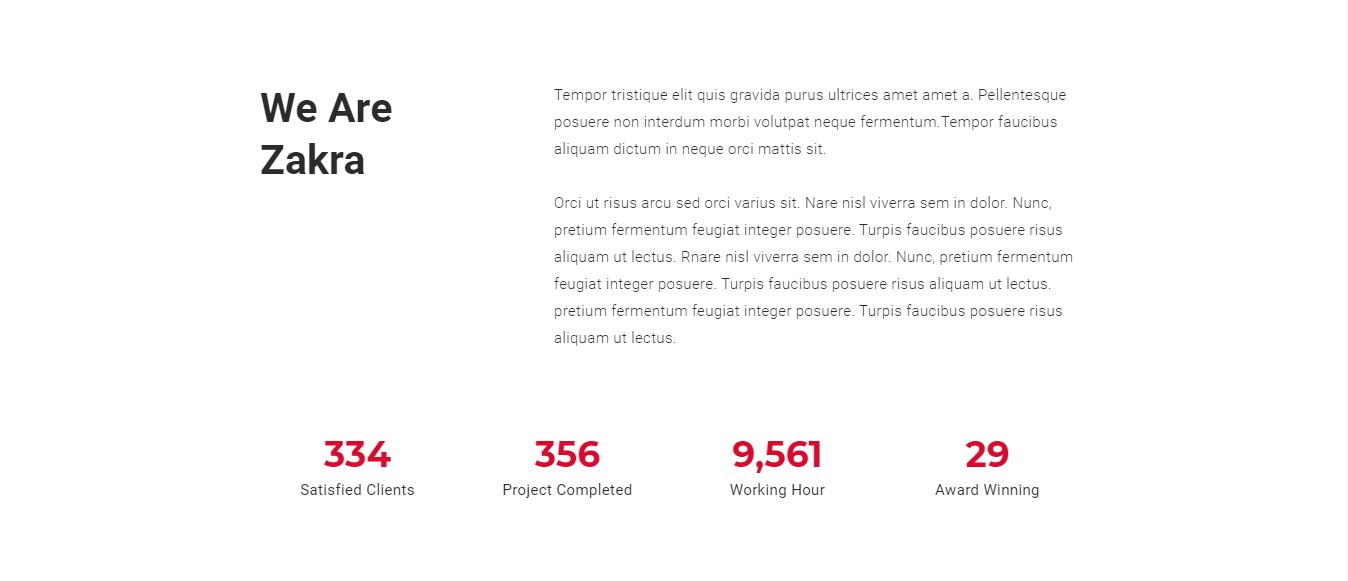 We Are
Zakra
Tempor tristique elit quis gravida purus ultrices amet amet a. Pellentesque
posuere non interdum morbi volutpat neque fermentum.Tempor faucibus
aliquam dictum in neque orci mattis sit.
Orci ut risus arcu sed orci varius sit. Nare nisl viverra sem in dolor. Nunc,
pretium fermentum feugiat integer posuere. Turpis faucibus posuere risus
aliquam ut lectus. Rnare nisl viverra sem in dolor. Nunc, pretium fermentum
feugiat integer posuere. Turpis faucibus posuere risus aliquam ut lectus.
pretium fermentum feugiat integer posuere. Turpis faucibus posuere risus
aliquam ut lectus.
334
Satisfied Clients
356
Project Completed
9,561
Working Hour
29
Award Winning